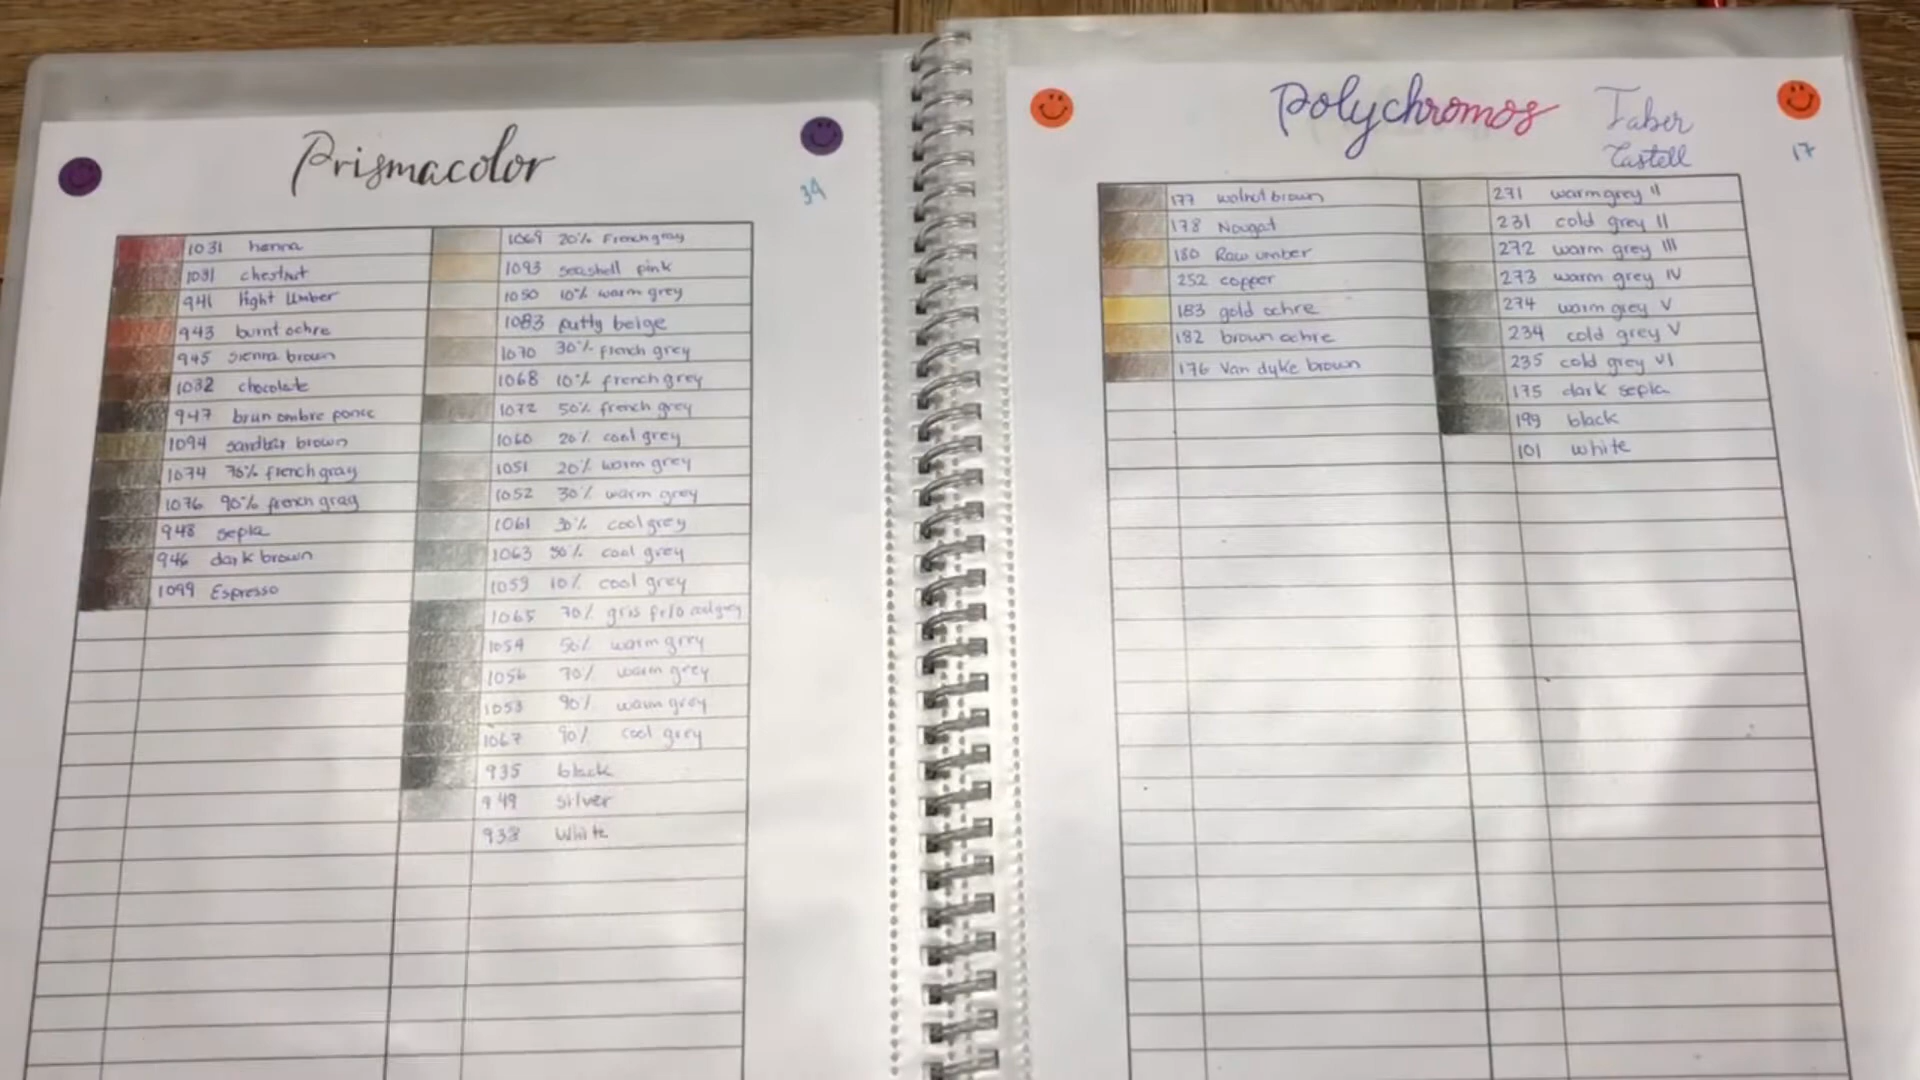 Prismacolor
34
1031 henna
1081 chestnut
941 light Umber
943 burnt ochre
945 sienna brown
1082 chocolate
947 brun ombre fonce
1094 sandbar brown
1074 70% french gray
1076 90% french gray
948 sepia
946 dark brown
1099 Espresso
1069 20% French gray
1093 seashell pink
1050 10% warm grey
1083 putty beige
1070 30% french grey
1068 10% french grey
1072 50% french grey
1060 20% cool grey
1051 20% warm grey
1052 30% warm grey
1061 30% cool grey
1063 50% cool grey
1059 10% cool grey
1065 70% gris cool grey
1054 50% warm grey
1056 70% warm grey
1058 90% warm grey
1067 90% cool grey
935 black
949 silver
938 White
Polychromos Faber
Castell
17
177 walnut brown
178 Nougat
180 Raw umber
252 copper
183 gold ochre
182 brown ochre
176 Van dyke brown
271 warm grey II
231 cold grey II
272 warm grey III
273 warm grey IV
274 warm grey V
234 cold grey V
235 cold grey VI
175 dark sepia
199 black
101 white